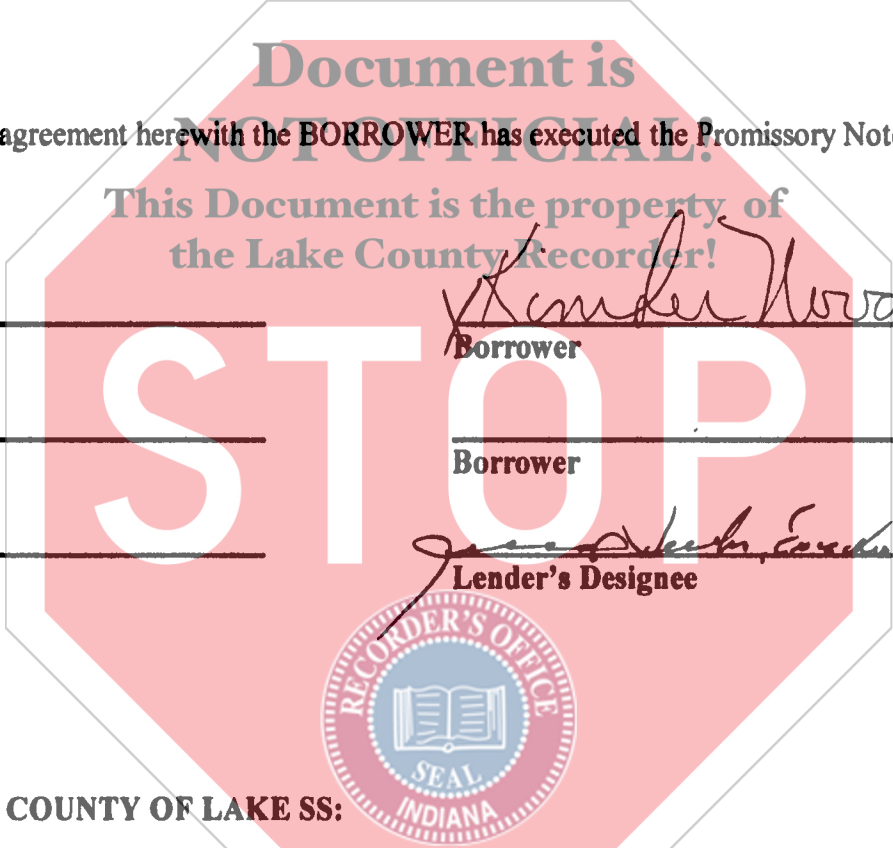 Document is
agreement herewith the BORROWER has executed the Promissory Not
NOT OFFICIAL!
This Document is the property of
the Lake County Recorder!
Borrower
STOP
Borrower
Lender's Designee
RECORDER'S OFFICE
SEAL
INDIANA
COUNTY OF LAKE SS: